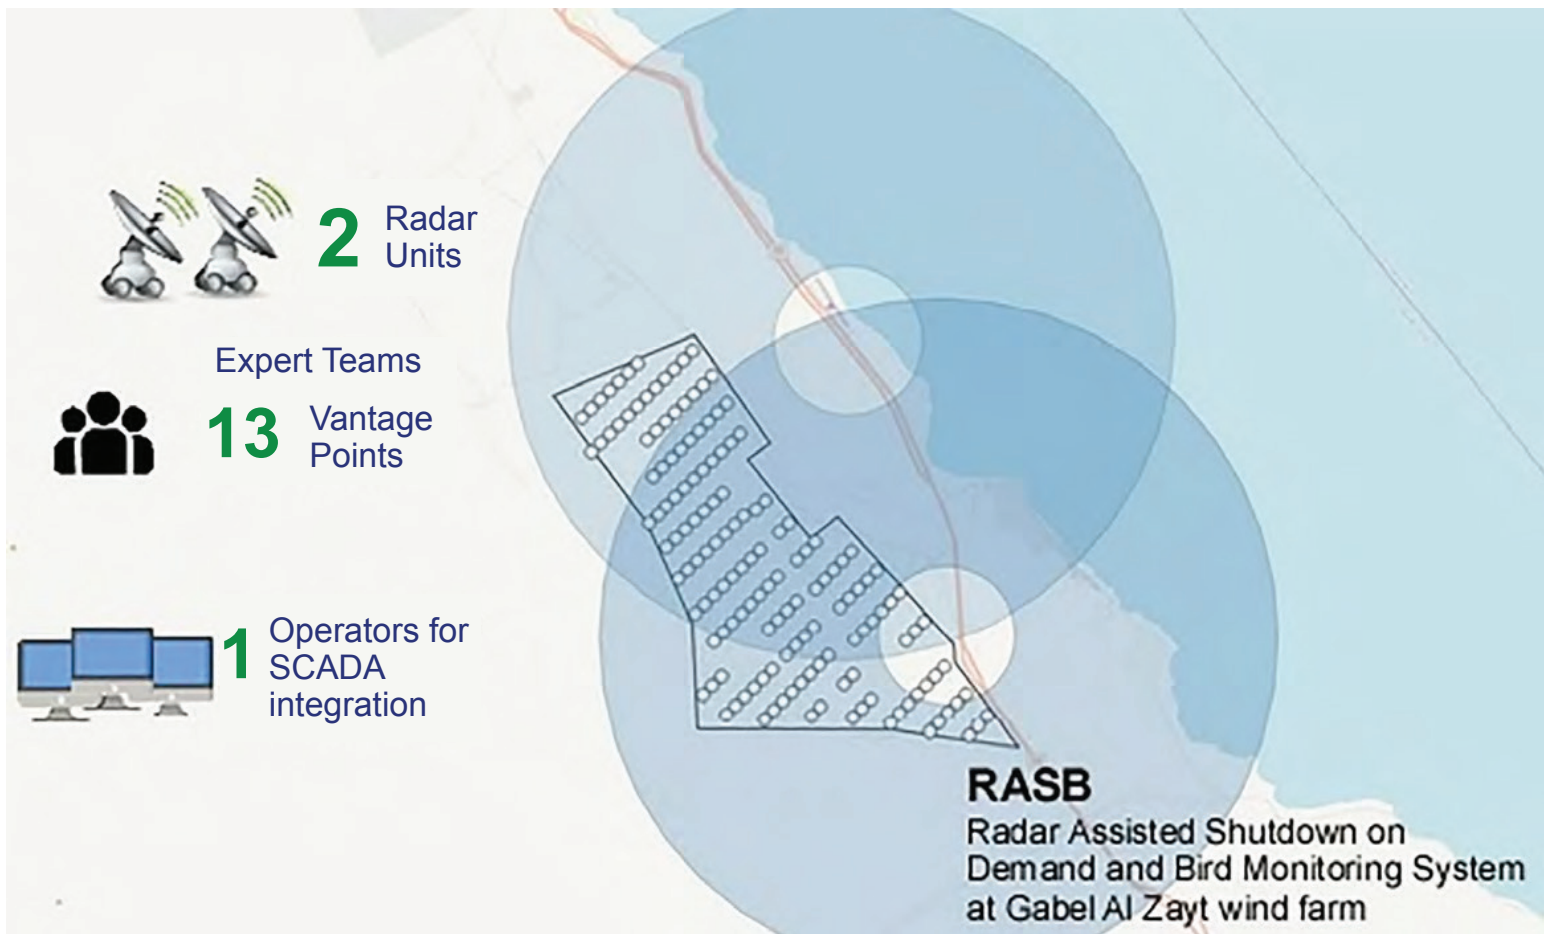 2 Radar
Units
Expert Teams
13 Vantage
Points
1 Operators for
SCADA
integration
RASB
Radar Assisted Shutdown on
Demand and Bird Monitoring System
at Gabel Al Zayt wind farm